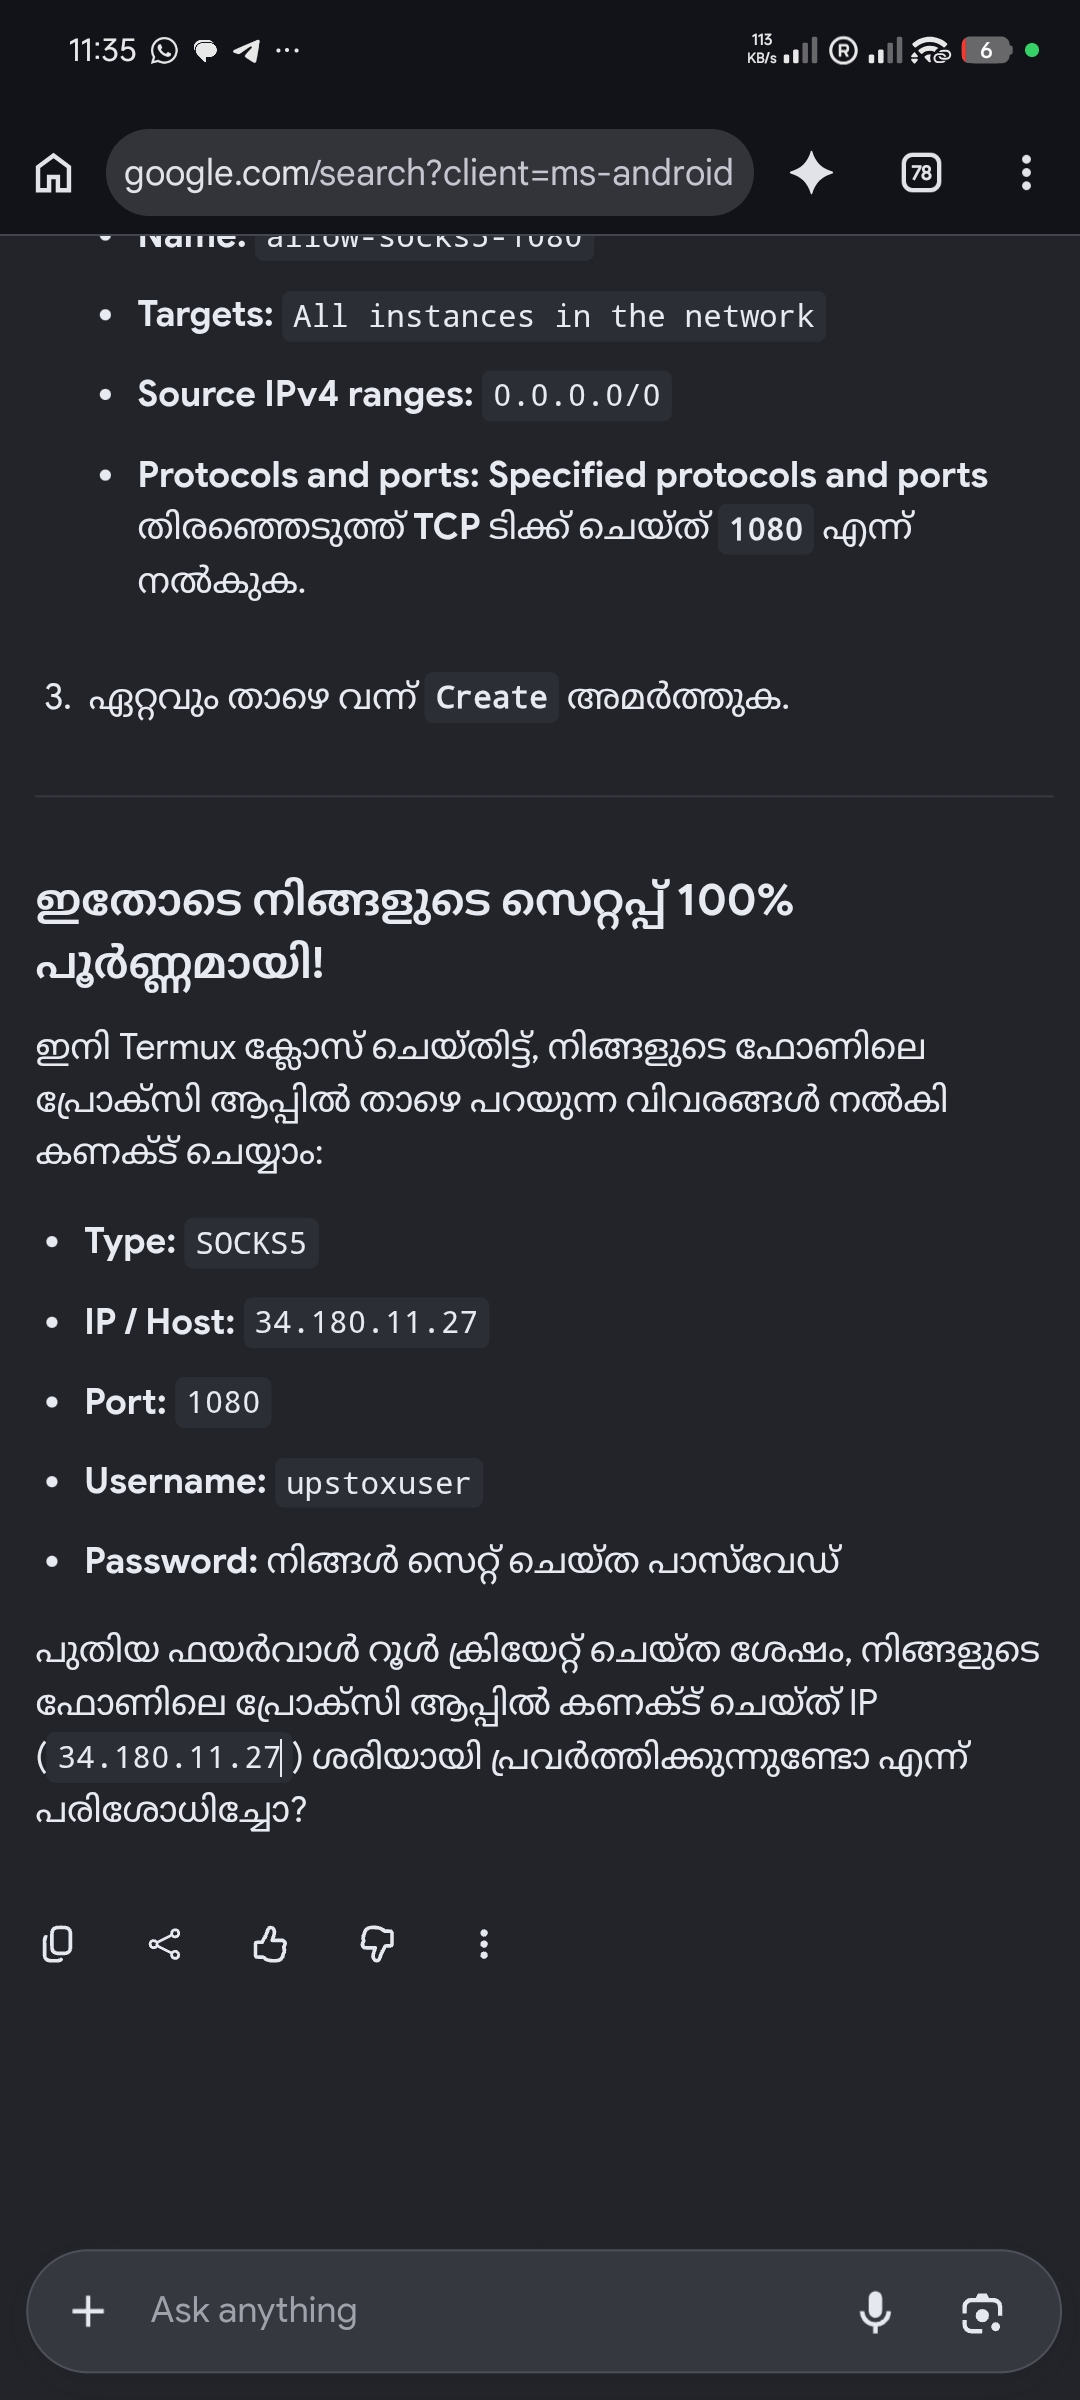 11:35
113
KB/s
R
6
google.com/search?client=ms-android
78
Name: allow-socks5-1080
Targets: All instances in the network
Source IPv4 ranges: 0.0.0.0/0
Protocols and ports: Specified protocols and ports
തിരഞ്ഞെടുത്ത് TCP ടിക്ക് ചെയ്ത് 1080 എന്ന്
നൽകുക.
3. ഏറ്റവും താഴെ വന്ന് Create അമർത്തുക.
ഇതോടെ നിങ്ങളുടെ സെറ്റപ്പ് 100%
പൂർണ്ണമായി!
ഇനി Termux ക്ലോസ് ചെയ്തിട്ട്, നിങ്ങളുടെ ഫോണിലെ
പ്രോക്സി ആപ്പിൽ താഴെ പറയുന്ന വിവരങ്ങൾ നൽകി
കണക്ട് ചെയ്യാം:
Type: SOCKS5
IP / Host: 34.180.11.27
Port: 1080
Username: upstoxuser
Password: നിങ്ങൾ സെറ്റ് ചെയ്ത പാസ്‌വേഡ്
പുതിയ ഫയർവാൾ റൂൾ ക്രിയേറ്റ് ചെയ്ത ശേഷം, നിങ്ങളുടെ
ഫോണിലെ പ്രോക്സി ആപ്പിൽ കണക്ട് ചെയ്ത് IP
(34.180.11.27) ശരിയായി പ്രവർത്തിക്കുന്നുണ്ടോ എന്ന്
പരിശോധിച്ചോ?
Ask anything